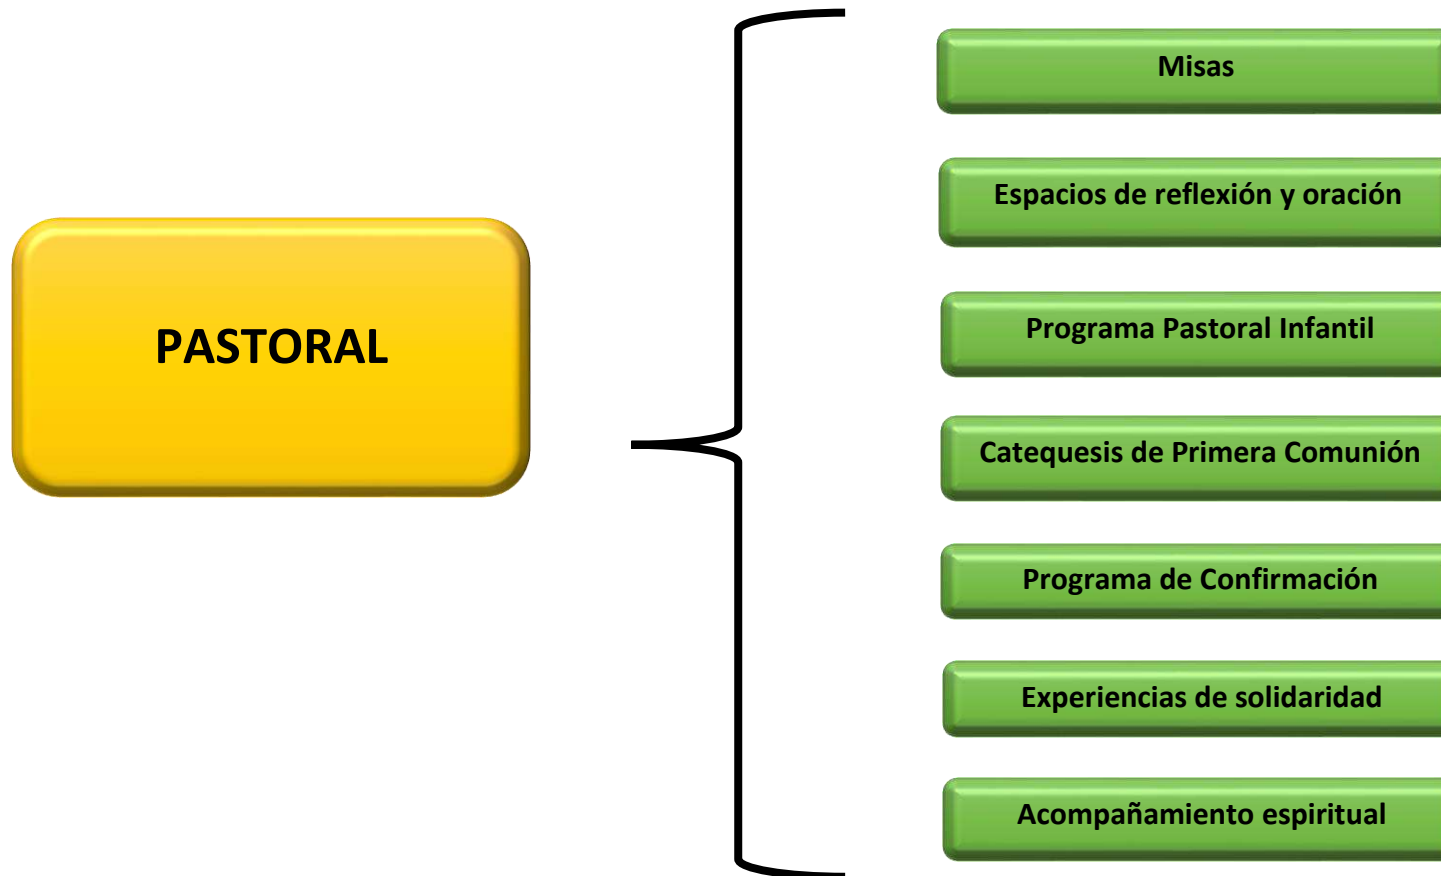 PASTORAL
Misas
Espacios de reflexión y oración
Programa Pastoral Infantil
Catequesis de Primera Comunión
Programa de Confirmación
Experiencias de solidaridad
Acompañamiento espiritual